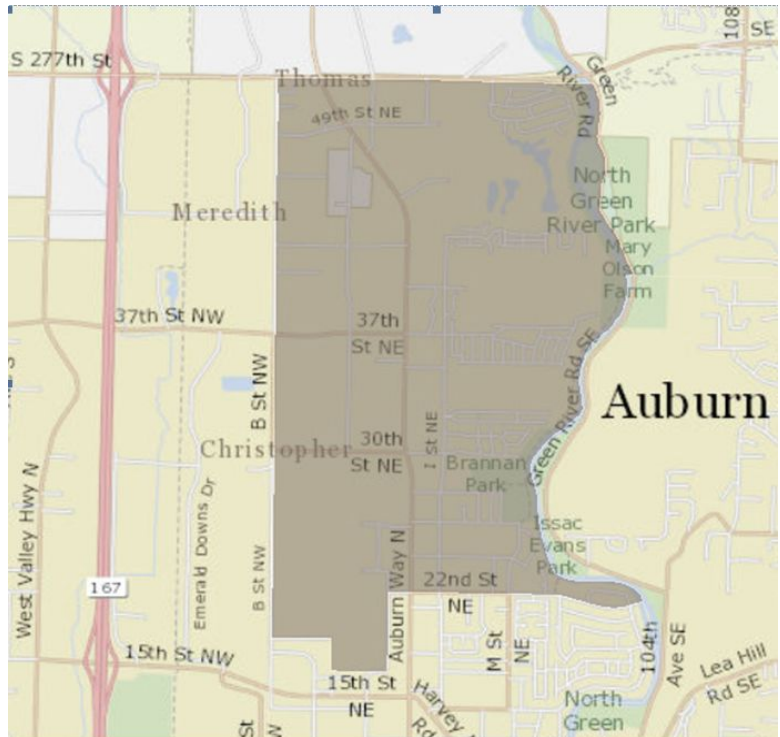 108
SE
S 277th St
Thomas
Green
River Rd
49th St NE
North
Green
River Park
Meredith
Mary
Olson
Farm
37th St NW
37th
St NE
B St NW
Auburn
Green River Rd SE
I St NE
Christopher
30th
St NE
Brannan
Park
West Valley Hwy N
Emerald Downs Dr
Issac
Evans
Park
B St NW
Auburn Way N
22nd St
NE
167
M St
NE
104th
Ave SE
15th St NW
Lea Hill
Rd SE
15th St
NE
Harvey
Rd
North
Green
St
W